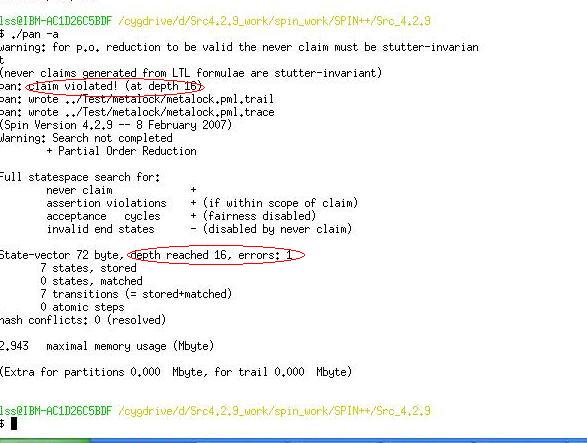 lss@IBM-AC1D26C5BDF /cygdrive/d/Src4.2.9_work/spin_work/SPIN++/Src_4.2.9
$ ./pan -a
warning: for p.o. reduction to be valid the never claim must be stutter-invarian
t
(never claims generated from LTL formulae are stutter-invariant)
pan: claim violated! (at depth 16)
pan: wrote ../Test/metalock/metalock.pml.trail
pan: wrote ../Test/metalock/metalock.pml.trace
(Spin Version 4.2.9 -- 8 February 2007)
Warning: Search not completed
+ Partial Order Reduction
Full statespace search for:
never claim +
assertion violations + (if within scope of claim)
acceptance cycles + (fairness disabled)
invalid end states - (disabled by never claim)
State-vector 72 byte, depth reached 16, errors: 1
7 states, stored
0 states, matched
7 transitions (= stored+matched)
0 atomic steps
hash conflicts: 0 (resolved)
2.943 maximal memory usage (Mbyte)
(Extra for partitions 0.000 Mbyte, for trail 0.000 Mbyte)
lss@IBM-AC1D26C5BDF /cygdrive/d/Src4.2.9_work/spin_work/SPIN++/Src_4.2.9
$